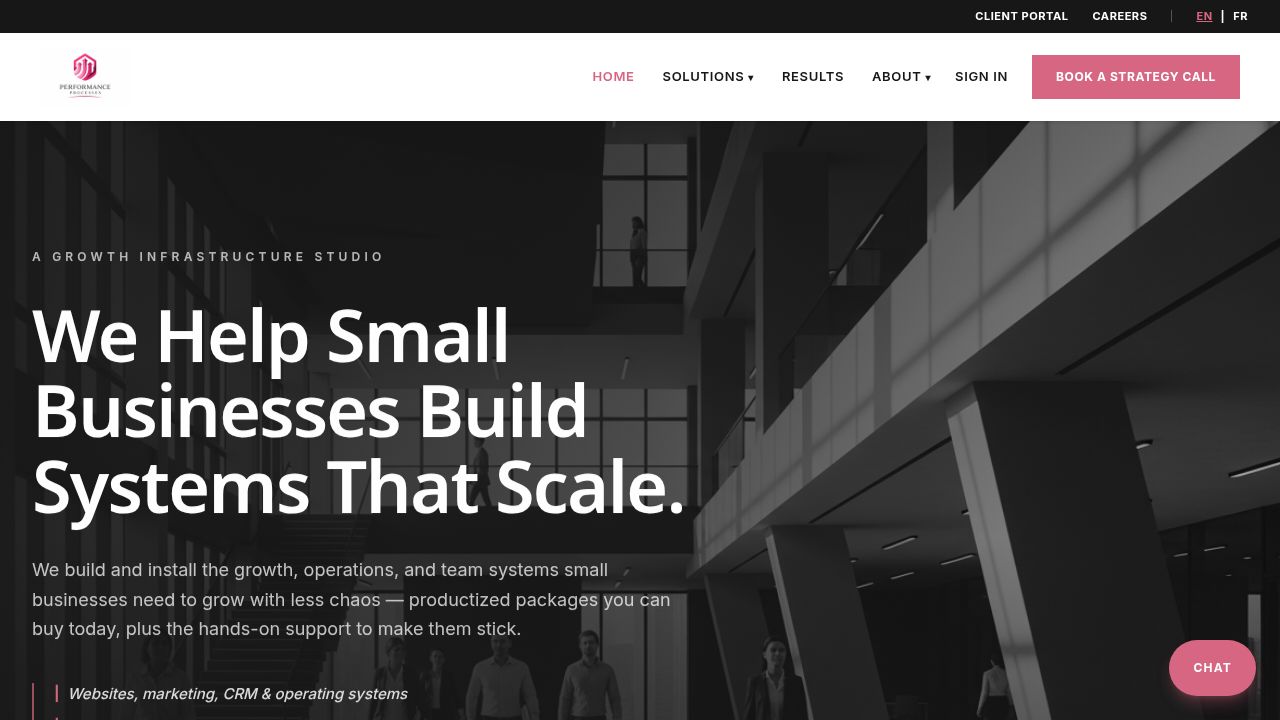 CLIENT PORTAL CAREERS EN | FR
PERFORMANCE
PROCESSES
HOME SOLUTIONS ▾ RESULTS ABOUT ▾ SIGN IN BOOK A STRATEGY CALL
A GROWTH INFRASTRUCTURE STUDIO
We Help Small
Businesses Build
Systems That Scale.
We build and install the growth, operations, and team systems small
businesses need to grow with less chaos — productized packages you can
buy today, plus the hands-on support to make them stick.
Websites, marketing, CRM & operating systems
CHAT